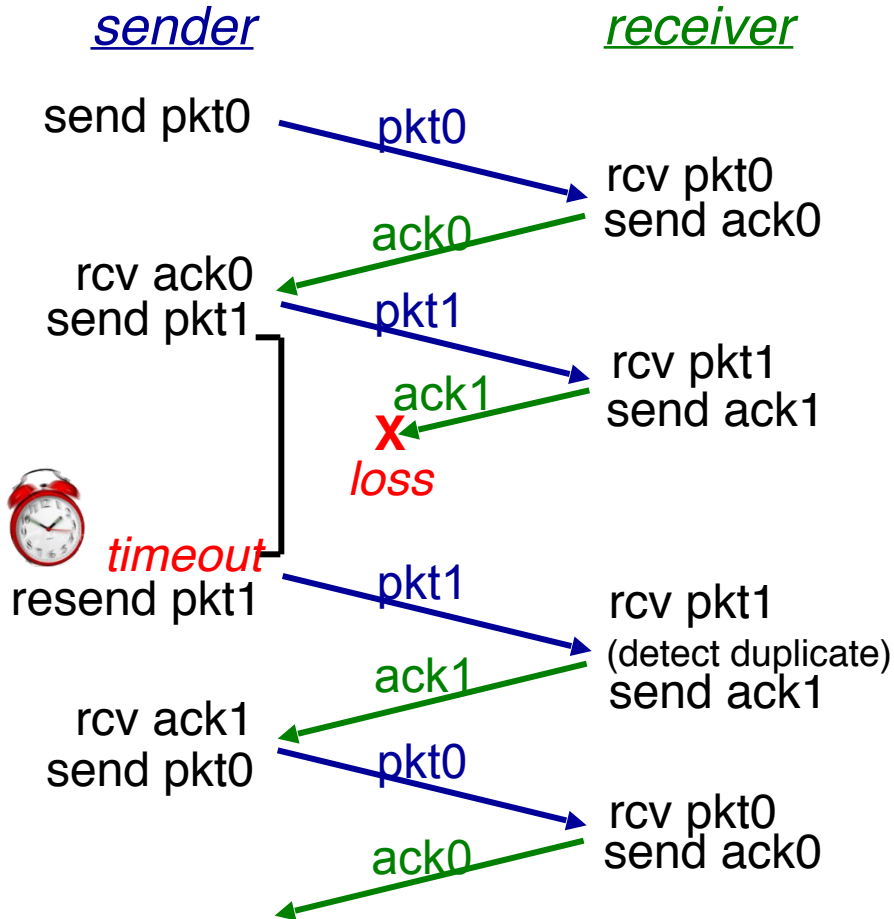 sender
receiver
send pkt0
pkt0
rcv pkt0
send ack0
ack0
rcv ack0
send pkt1
pkt1
rcv pkt1
send ack1
ack1
X
loss
timeout
resend pkt1
pkt1
rcv pkt1
(detect duplicate)
send ack1
ack1
rcv ack1
send pkt0
pkt0
rcv pkt0
send ack0
ack0